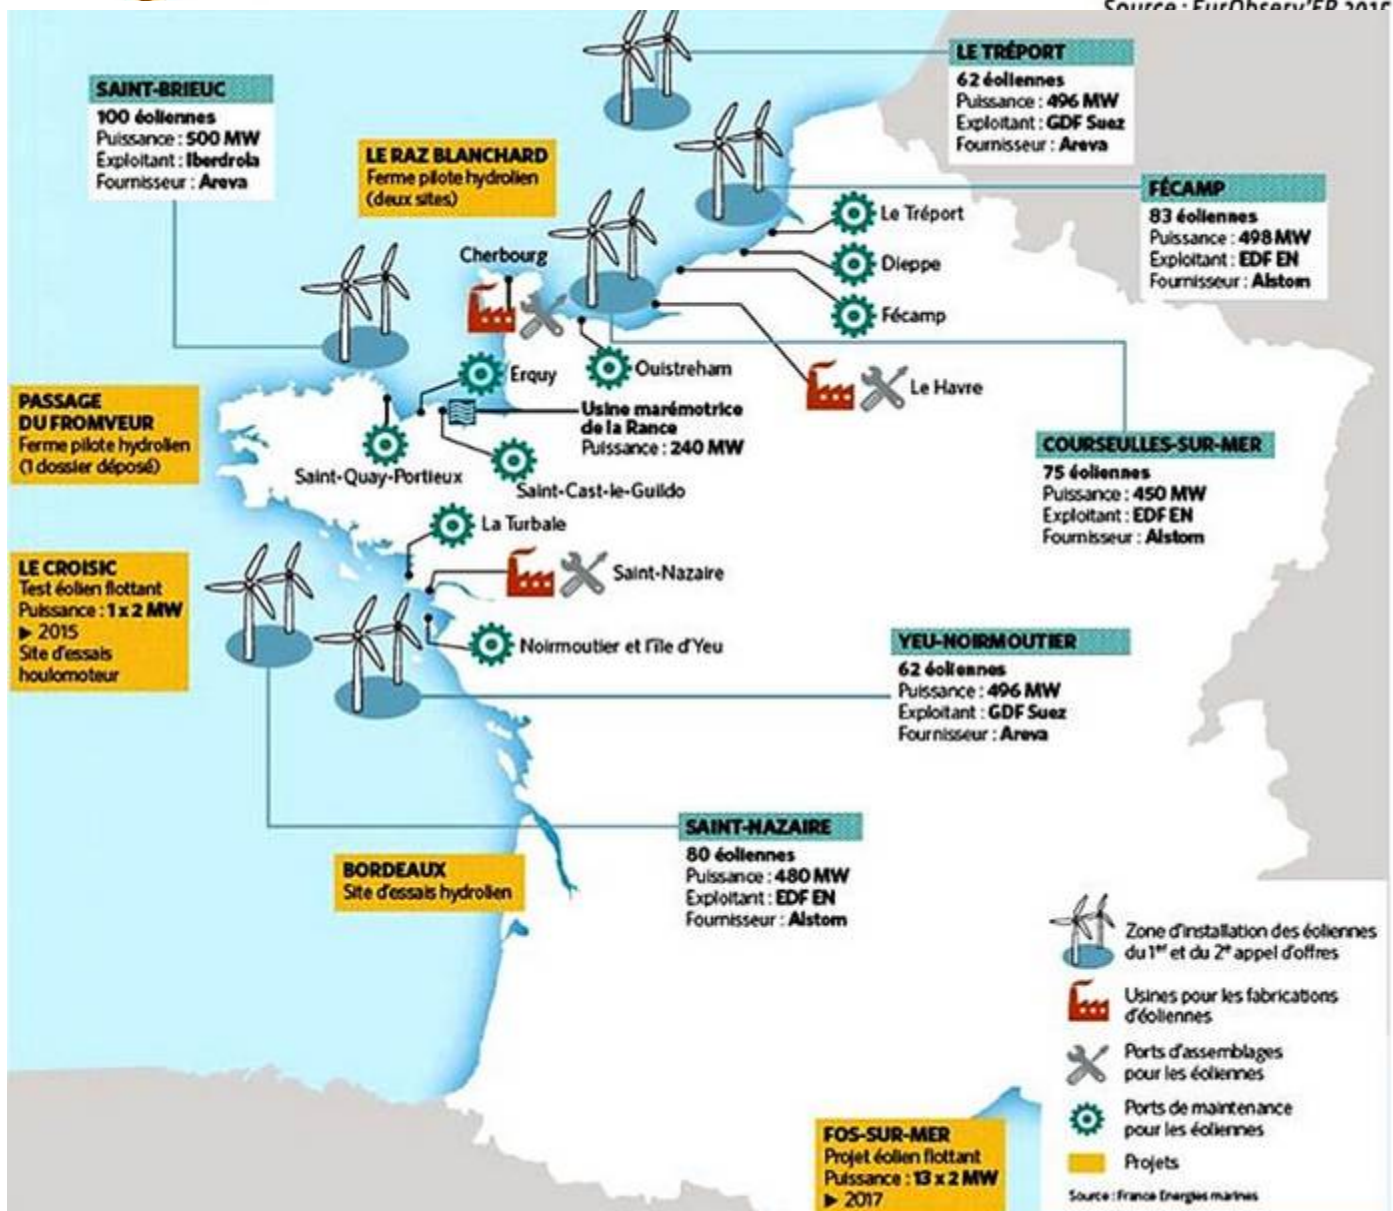 Source : EurObserv'ER 2015
LE TRÉPORT
62 éoliennes
Puissance : 496 MW
Exploitant : GDF Suez
Fournisseur : Areva
SAINT-BRIEUC
100 éoliennes
Puissance : 500 MW
Exploitant : Iberdrola
Fournisseur : Areva
LE RAZ BLANCHARD
Ferme pilote hydrolien
(deux sites)
FÉCAMP
83 éoliennes
Puissance : 498 MW
Exploitant : EDF EN
Fournisseur : Alstom
Le Tréport
Cherbourg
Dieppe
Fécamp
Erquy
Ouistreham
Le Havre
PASSAGE
DU FROMVEUR
Ferme pilote hydrolien
(1 dossier déposé)
Usine marémotrice
de la Rance
Puissance : 240 MW
COURSEULLES-SUR-MER
75 éoliennes
Puissance : 450 MW
Exploitant : EDF EN
Fournisseur : Alstom
Saint-Quay-Portieux
Saint-Cast-le-Guildo
La Turbale
LE CROISIC
Test éolien flottant
Puissance : 1 x 2 MW
▶ 2015
Site d'essais
houlomoteur
Saint-Nazaire
Noirmoutier et l'île d'Yeu
YEU-NOIRMOUTIER
62 éoliennes
Puissance : 496 MW
Exploitant : GDF Suez
Fournisseur : Areva
SAINT-NAZAIRE
80 éoliennes
Puissance : 480 MW
Exploitant : EDF EN
Fournisseur : Alstom
BORDEAUX
Site d'essais hydrolien
Zone d'installation des éoliennes
du 1er et du 2e appel d'offres
Usines pour les fabrications
d'éoliennes
Ports d'assemblages
pour les éoliennes
Ports de maintenance
pour les éoliennes
Projets
Source : France Energies marines
FOS-SUR-MER
Projet éolien flottant
Puissance : 13 x 2 MW
▶ 2017